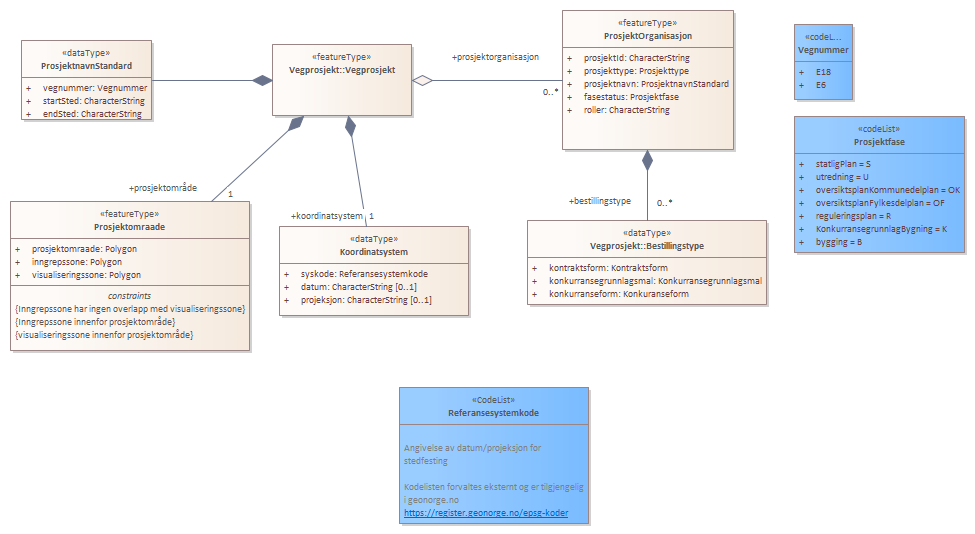 «dataType»
ProsjektnavnStandard
+ vegnummer: Vegnummer
+ startSted: CharacterString
+ endSted: CharacterString
«featureType»
Vegprosjekt::Vegprosjekt
+prosjektorganisasjon
0..*
«featureType»
ProsjektOrganisasjon
+ prosjektId: CharacterString
+ prosjekttype: Prosjekttype
+ prosjektnavn: ProsjektnavnStandard
+ fasestatus: Prosjektfase
+ roller: CharacterString
«codeL...
Vegnummer
+ E18
+ E6
«codeList»
Prosjektfase
+ statligPlan = S
+ utredning = U
+ oversiktsplanKommunedelplan = OK
+ oversiktsplanFylkesdelplan = OF
+ reguleringsplan = R
+ KonkurransegrunnlagBygning = K
+ bygging = B
+prosjektområde
1
+koordinatsystem
1
+bestillingstype
0..*
«featureType»
Prosjektomraade
+ prosjektomraade: Polygon
+ inngrepssone: Polygon
+ visualiseringssone: Polygon
constraints
{Inngrepssone har ingen overlapp med visualiseringssone}
{Inngrepssone innenfor prosjektområde}
{visualiseringssone innenfor prosjektområde}
«dataType»
Koordinatsystem
+ syskode: Referansesystemkode
+ datum: CharacterString [0..1]
+ projeksjon: CharacterString [0..1]
«dataType»
Vegprosjekt::Bestillingstype
+ kontraktsform: Kontraktsform
+ konkurransegrunnlagsmal: Konkurransegrunnlagsmal
+ konkurranseform: Konkuranseform
«CodeList»
Referansesystemkode
Angivelse av datum/projeksjon for
stedfesting
Kodelisten forvaltes eksternt og er tilgjengelig
i geonorge.no
https://register.geonorge.no/epsg-koder